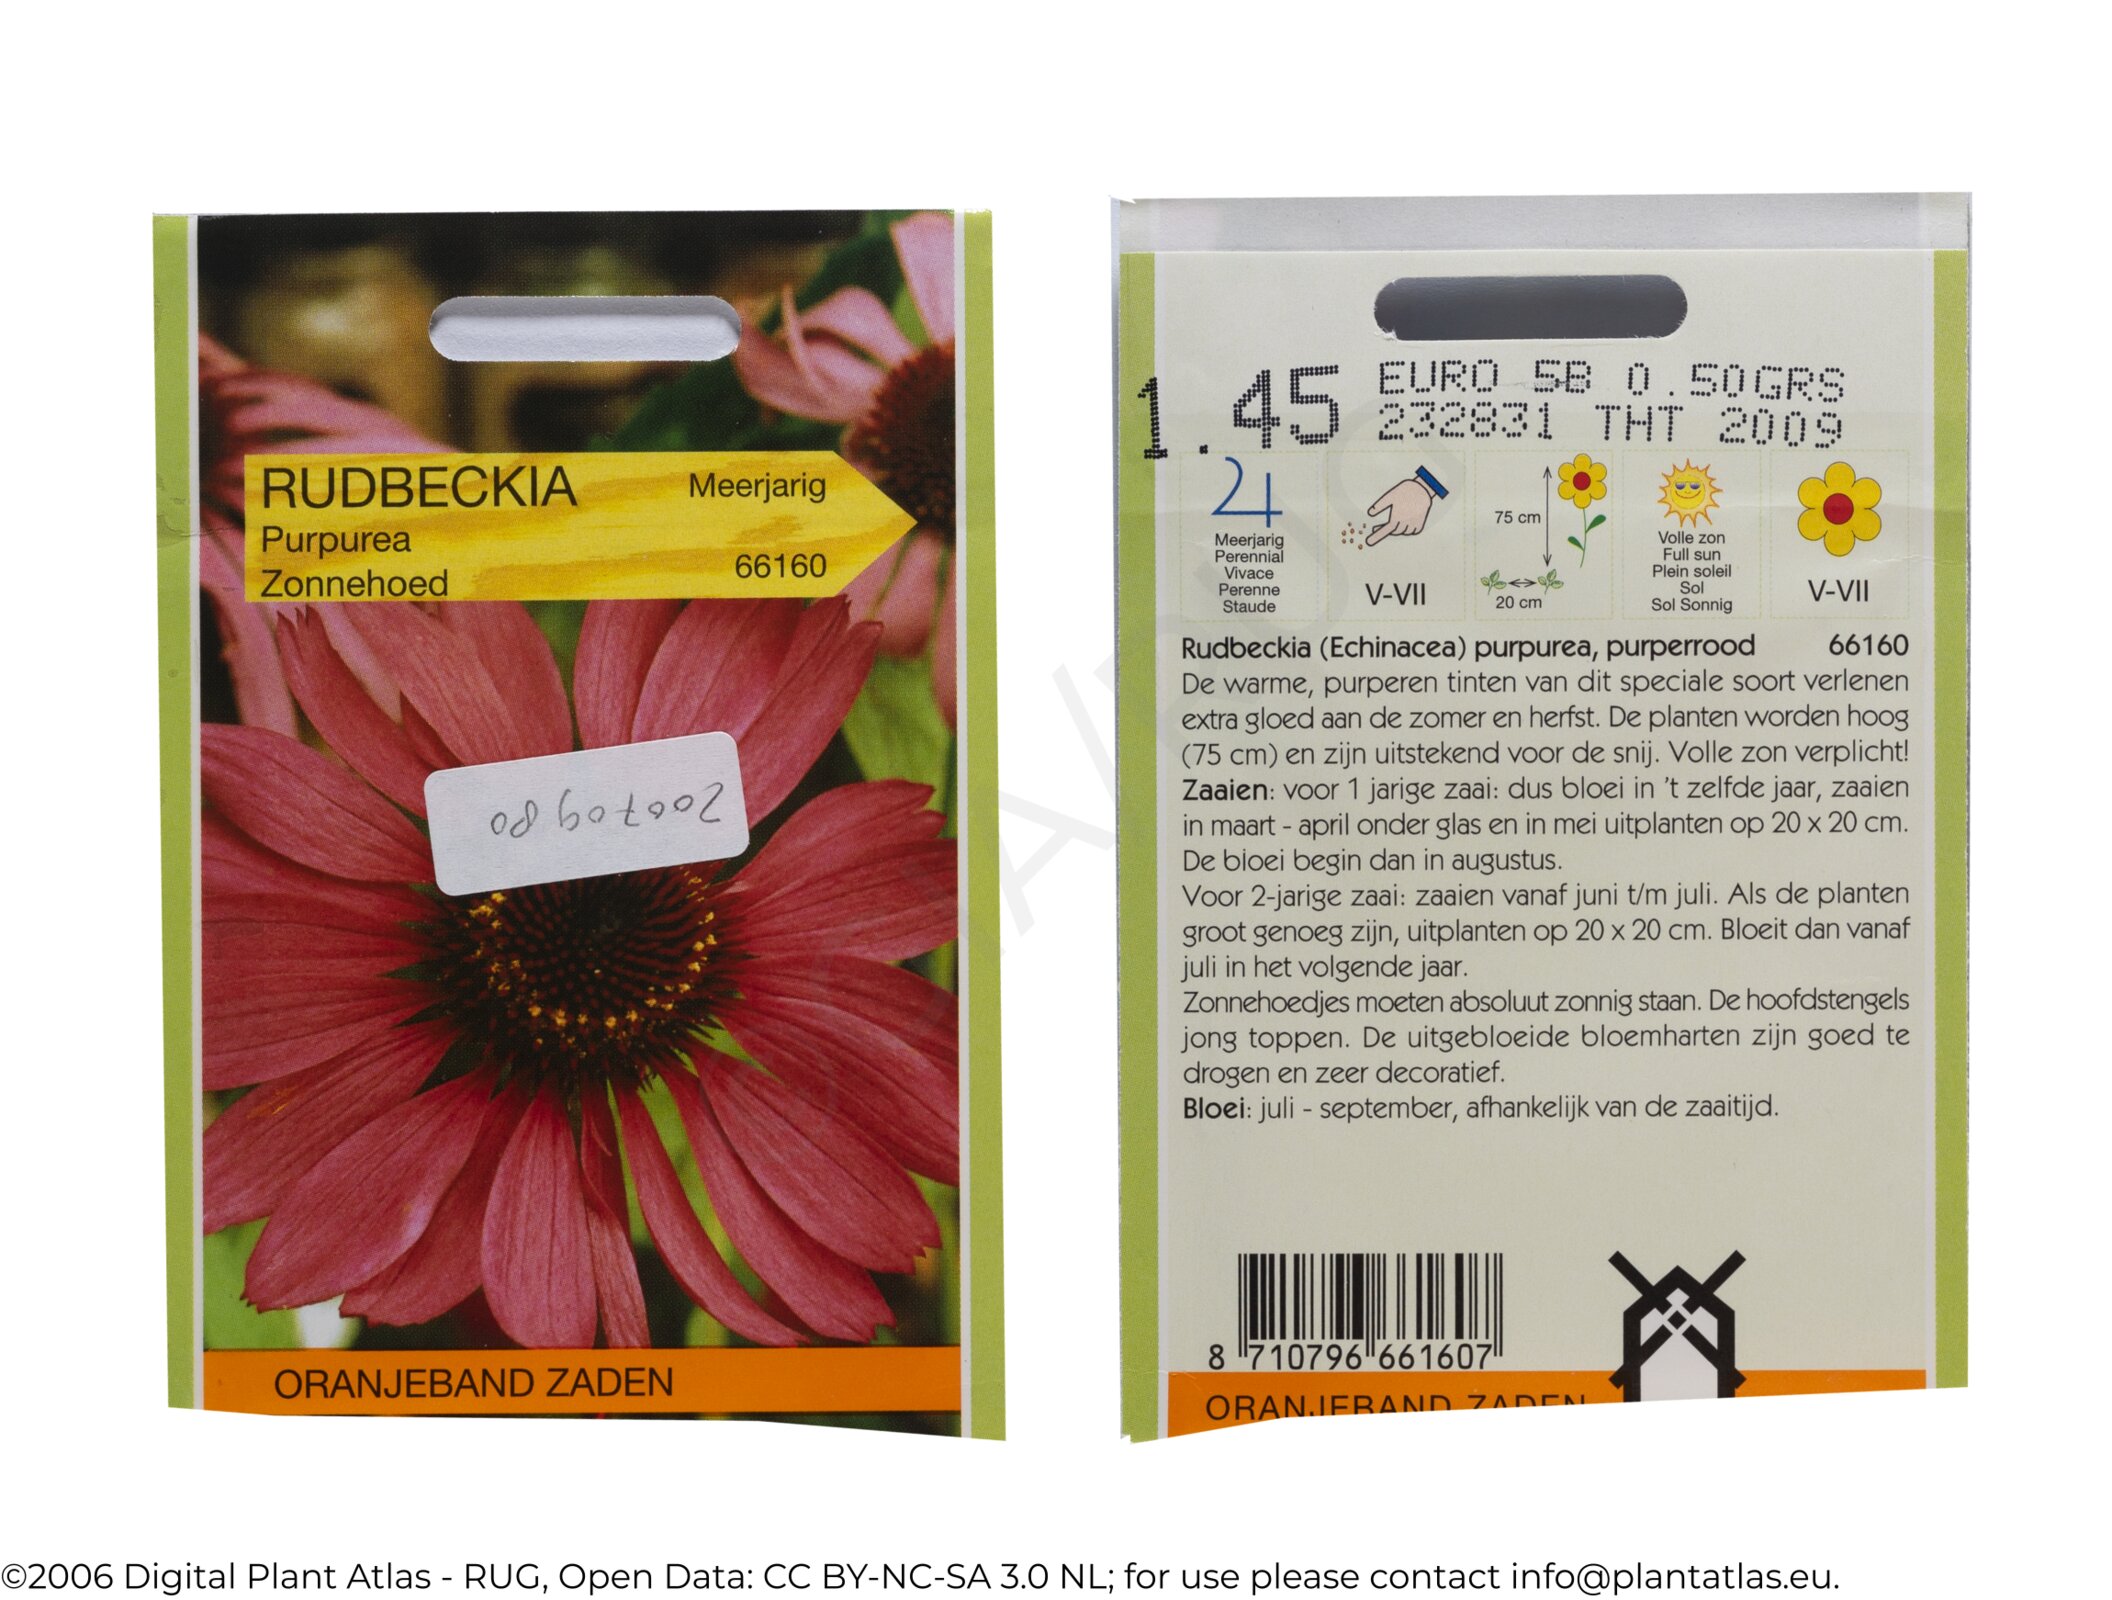 RUDBECKIA Meerjarig
Purpurea
Zonnehoed 66160
20070980
ORANJEBAND ZADEN
1.45 EURO 5B 0.50GRS
232831 THT 2009
Meerjarig
Perennial
Vivace
Perenne
Staude
V-VII
75 cm
20 cm
Volle zon
Full sun
Plein soleil
Sol
Sol Sonnig
V-VII
Rudbeckia (Echinacea) purpurea, purperrood 66160
De warme, purperen tinten van dit speciale soort verlenen
extra gloed aan de zomer en herfst. De planten worden hoog
(75 cm) en zijn uitstekend voor de snij. Volle zon verplicht!
Zaaien: voor 1 jarige zaai: dus bloei in 't zelfde jaar, zaaien
in maart - april onder glas en in mei uitplanten op 20 x 20 cm.
De bloei begin dan in augustus.
Voor 2-jarige zaai: zaaien vanaf juni t/m juli. Als de planten
groot genoeg zijn, uitplanten op 20 x 20 cm. Bloeit dan vanaf
juli in het volgende jaar.
Zonnehoedjes moeten absoluut zonnig staan. De hoofdstengels
jong toppen. De uitgebloeide bloemharten zijn goed te
drogen en zeer decoratief.
Bloei: juli - september, afhankelijk van de zaaitijd.
8 710796 661607
ORANJEBAND ZADEN
©2006 Digital Plant Atlas - RUG, Open Data: CC BY-NC-SA 3.0 NL; for use please contact info@plantatlas.eu.